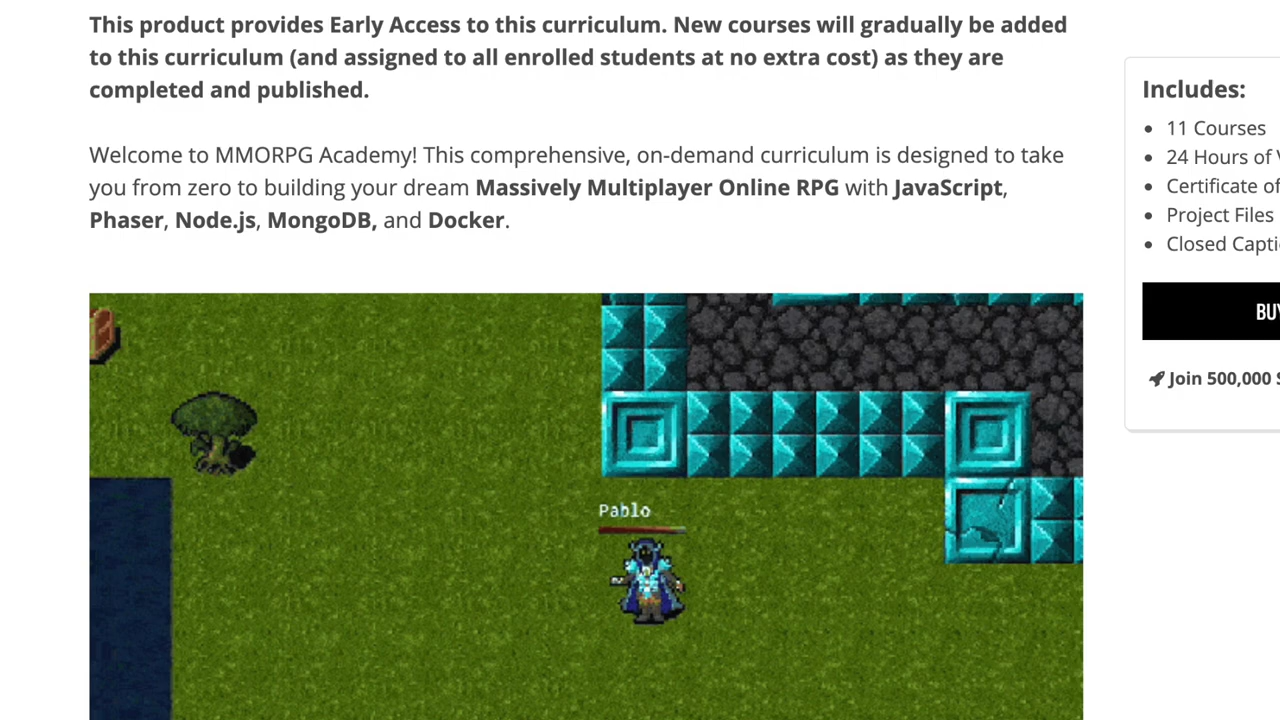 This product provides Early Access to this curriculum. New courses will gradually be added
to this curriculum (and assigned to all enrolled students at no extra cost) as they are
completed and published.
Welcome to MMORPG Academy! This comprehensive, on-demand curriculum is designed to take
you from zero to building your dream Massively Multiplayer Online RPG with JavaScript,
Phaser, Node.js, MongoDB, and Docker.
Pablo
Includes:
11 Courses
24 Hours of
Certificate of
Project Files
Closed Capti
BUY
Join 500,000